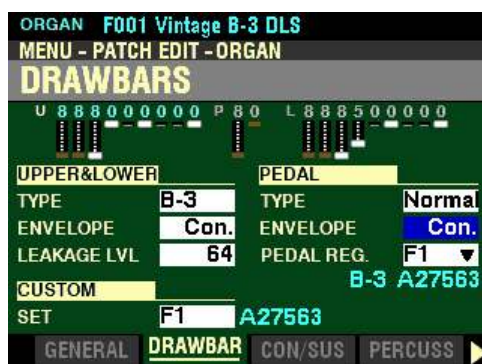 ORGAN F001 Vintage B-3 DLS
MENU - PATCH EDIT - ORGAN
DRAWBARS
U 888000000 P 80 L 888500000
UPPER&LOWER
TYPE B-3
ENVELOPE Con.
LEAKAGE LVL 64
CUSTOM
SET F1 A27563
PEDAL
TYPE Normal
ENVELOPE Con.
PEDAL REG. F1 ▼
B-3 A27563
GENERAL DRAWBAR CON/SUS PERCUSS